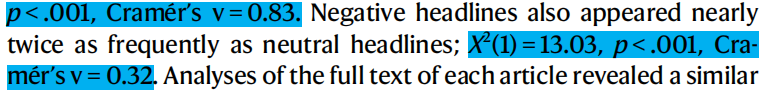 p < .001, Cramér's v = 0.83. Negative headlines also appeared nearly
twice as frequently as neutral headlines; X²(1) = 13.03, p < .001, Cra-
mér's v = 0.32. Analyses of the full text of each article revealed a similar